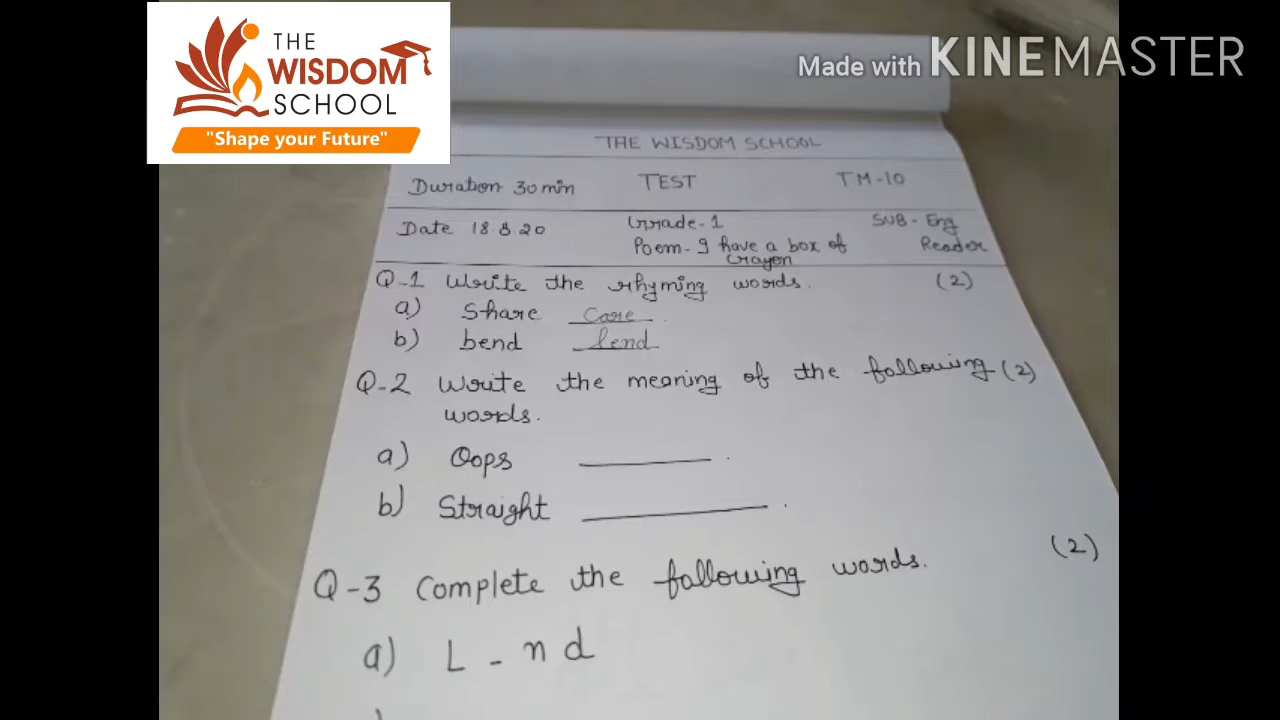 THE
WISDOM
SCHOOL
"Shape your Future"
Made with KINEMASTER
THE WISDOM SCHOOL
Duration 30 min TEST TM-10
Date 18.8.20 Grade-1 SUB - Eng
Poem - I have a box of Reader
Crayon
Q-1 Write the rhyming words. (2)
a) Share Care.
b) bend Lend
Q-2 Write the meaning of the following (2)
words.
a) Oops ________.
b) Straight ________.
Q-3 Complete the following words. (2)
a) L - n d